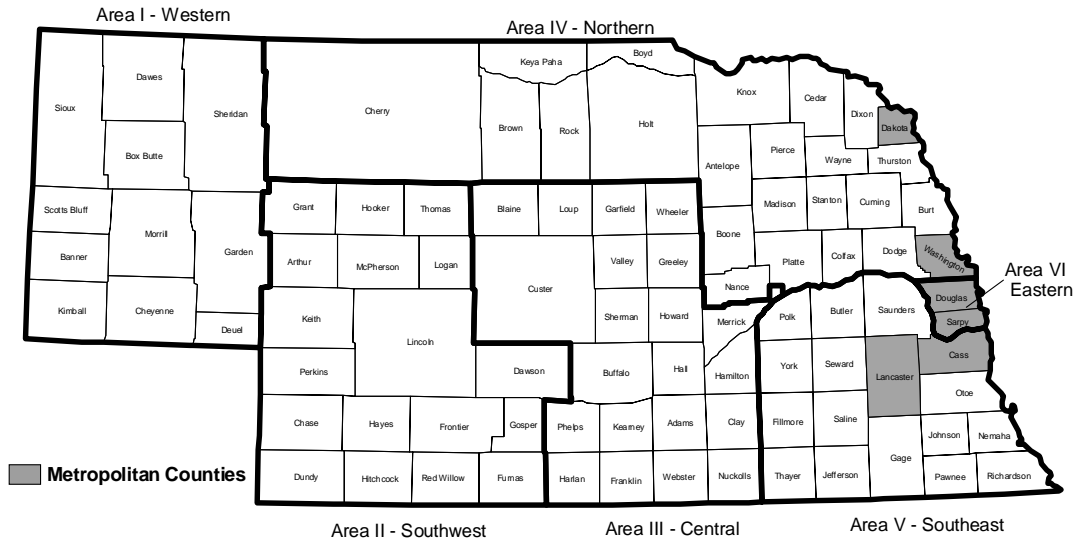 Area I - Western
Area IV - Northern
Boyd
Keya Paha
Dawes
Knox
Cedar
Sioux
Sheridan
Cherry
Dixon
Brown
Rock
Holt
Dakota
Box Butte
Pierce
Wayne
Thurston
Antelope
Scotts Bluff
Grant
Hooker
Thomas
Blaine
Loup
Garfield
Wheeler
Madison
Stanton
Cuming
Burt
Morrill
Boone
Banner
Garden
Arthur
McPherson
Logan
Valley
Greeley
Platte
Colfax
Dodge
Washington
Area VI
Eastern
Custer
Nance
Douglas
Kimball
Cheyenne
Keith
Sherman
Howard
Merrick
Polk
Butler
Saunders
Sarpy
Deuel
Lincoln
Perkins
Dawson
Buffalo
Hall
Hamilton
York
Seward
Lancaster
Cass
Otoe
Chase
Hayes
Frontier
Gosper
Phelps
Kearney
Adams
Clay
Fillmore
Saline
Johnson
Nemaha
Gage
Metropolitan Counties
Dundy
Hitchcock
Red Willow
Furnas
Harlan
Franklin
Webster
Nuckolls
Thayer
Jefferson
Pawnee
Richardson
Area II - Southwest
Area III - Central
Area V - Southeast